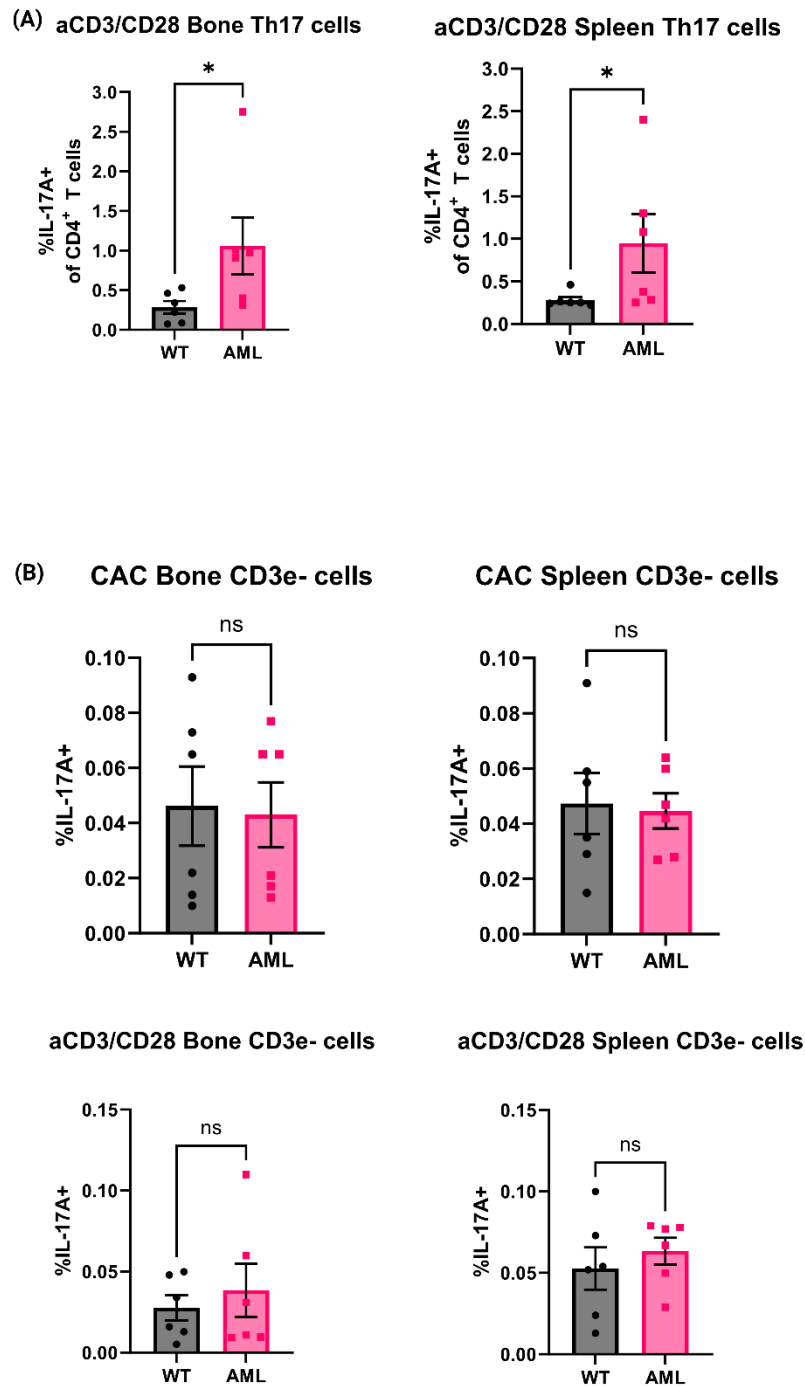 (A)
aCD3/CD28 Bone Th17 cells
%IL-17A+
of CD4+ T cells
3.0
2.5
2.0
1.5
1.0
0.5
0.0
*
WT
AML
aCD3/CD28 Spleen Th17 cells
%IL-17A+
of CD4+ T cells
3.0
2.5
2.0
1.5
1.0
0.5
0.0
*
WT
AML
(B)
CAC Bone CD3e- cells
%IL-17A+
0.10
0.08
0.06
0.04
0.02
0.00
ns
WT
AML
CAC Spleen CD3e- cells
%IL-17A+
0.10
0.08
0.06
0.04
0.02
0.00
ns
WT
AML
aCD3/CD28 Bone CD3e- cells
%IL-17A+
0.15
0.10
0.05
0.00
ns
WT
AML
aCD3/CD28 Spleen CD3e- cells
%IL-17A+
0.15
0.10
0.05
0.00
ns
WT
AML